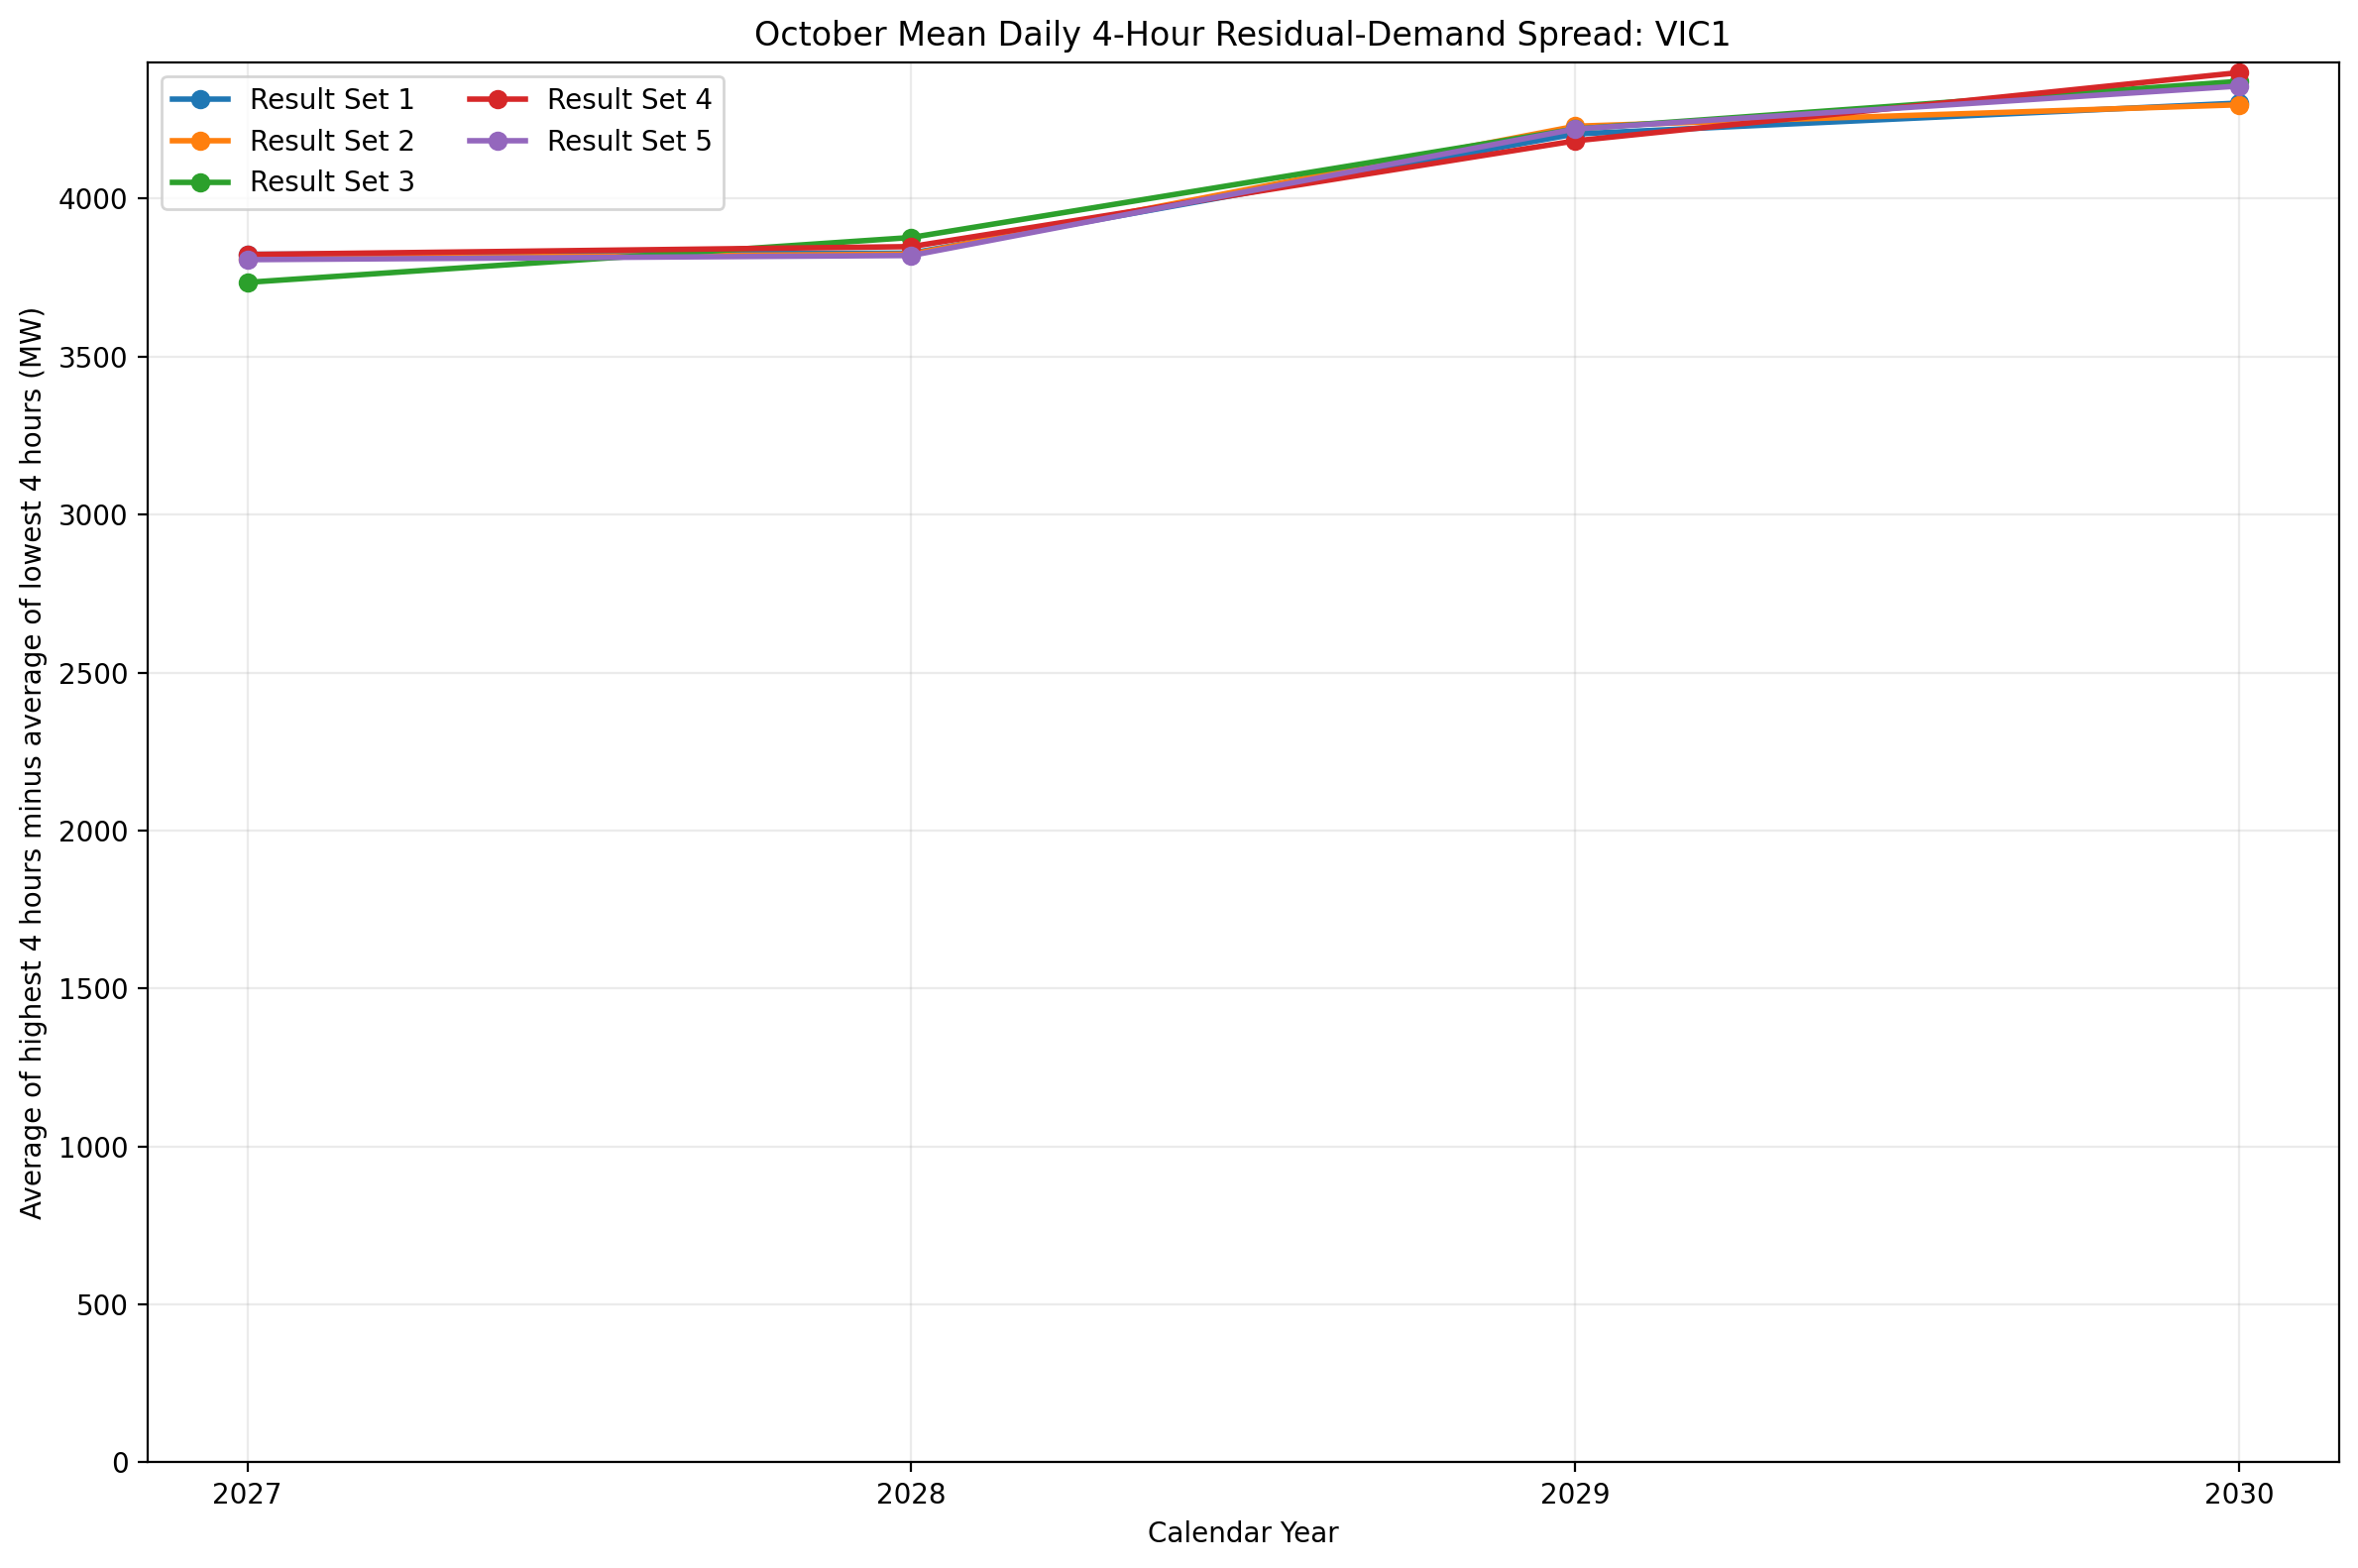 October Mean Daily 4-Hour Residual-Demand Spread: VIC1
Result Set 1
Result Set 2
Result Set 3
Result Set 4
Result Set 5
Average of highest 4 hours minus average of lowest 4 hours (MW)
4000
3500
3000
2500
2000
1500
1000
500
0
2027
2028
2029
2030
Calendar Year